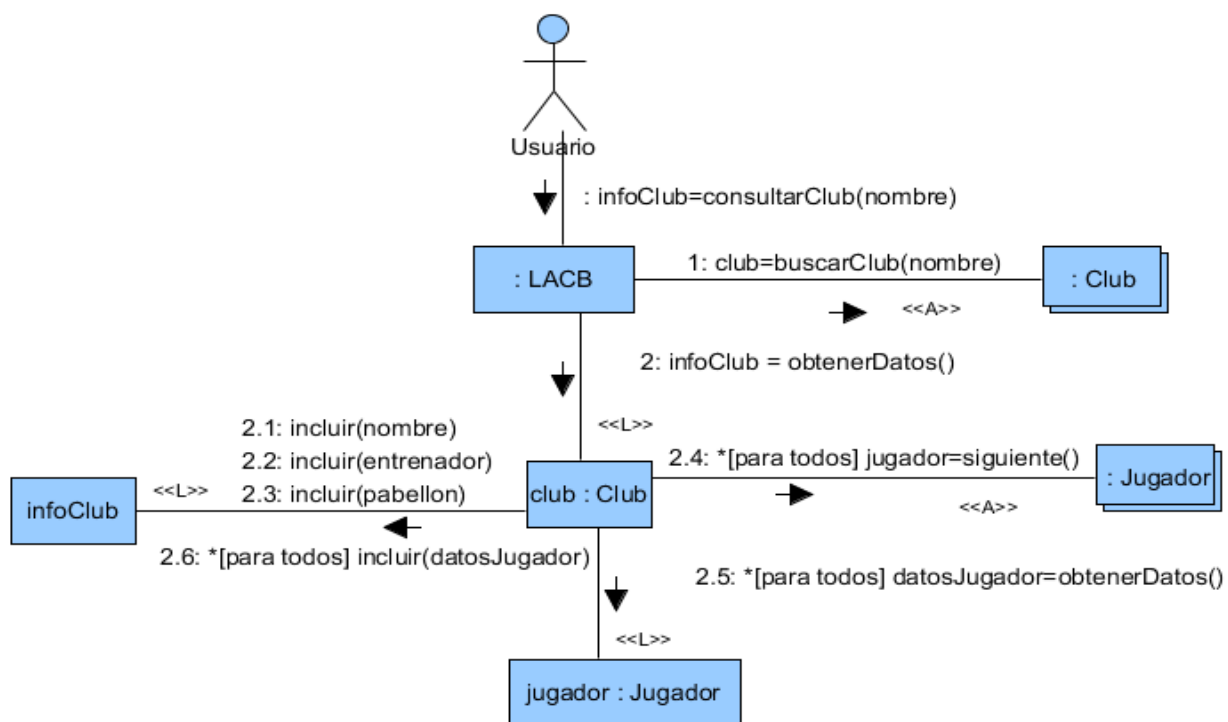 Usuario
: infoClub=consultarClub(nombre)
: LACB
1: club=buscarClub(nombre)
<<A>>
: Club
2: infoClub = obtenerDatos()
<<L>>
2.1: incluir(nombre)
2.2: incluir(entrenador)
2.3: incluir(pabellon)
<<L>>
infoClub
club : Club
2.4: *[para todos] jugador=siguiente()
<<A>>
: Jugador
2.6: *[para todos] incluir(datosJugador)
2.5: *[para todos] datosJugador=obtenerDatos()
<<L>>
jugador : Jugador